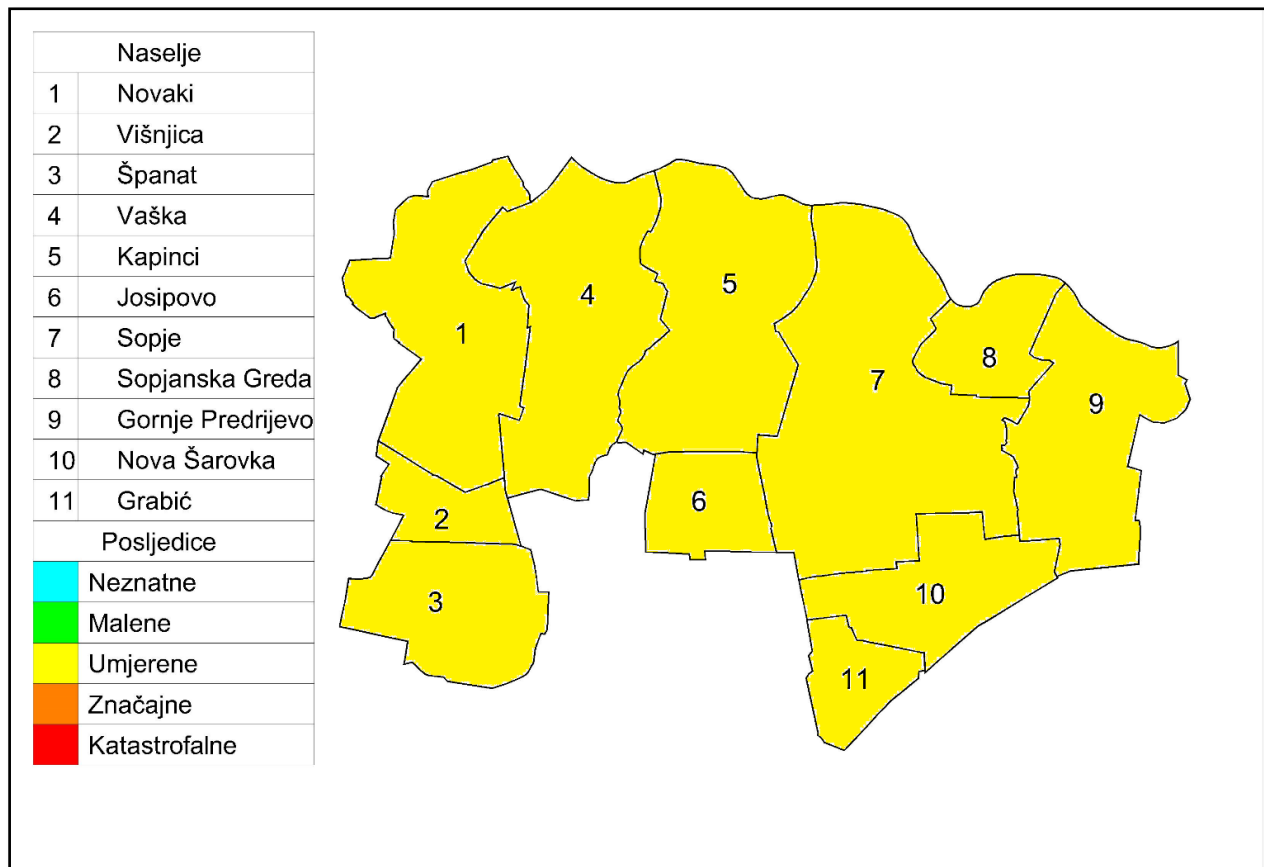 Naselje
1 Novaki
2 Višnjica
3 Španat
4 Vaška
5 Kapinci
6 Josipovo
7 Sopje
8 Sopjanska Greda
9 Gornje Predrijevo
10 Nova Šarovka
11 Grabić
Posljedice
Neznatne
Malene
Umjerene
Značajne
Katastrofalne
5
4
1
8
7
9
6
2
10
3
11